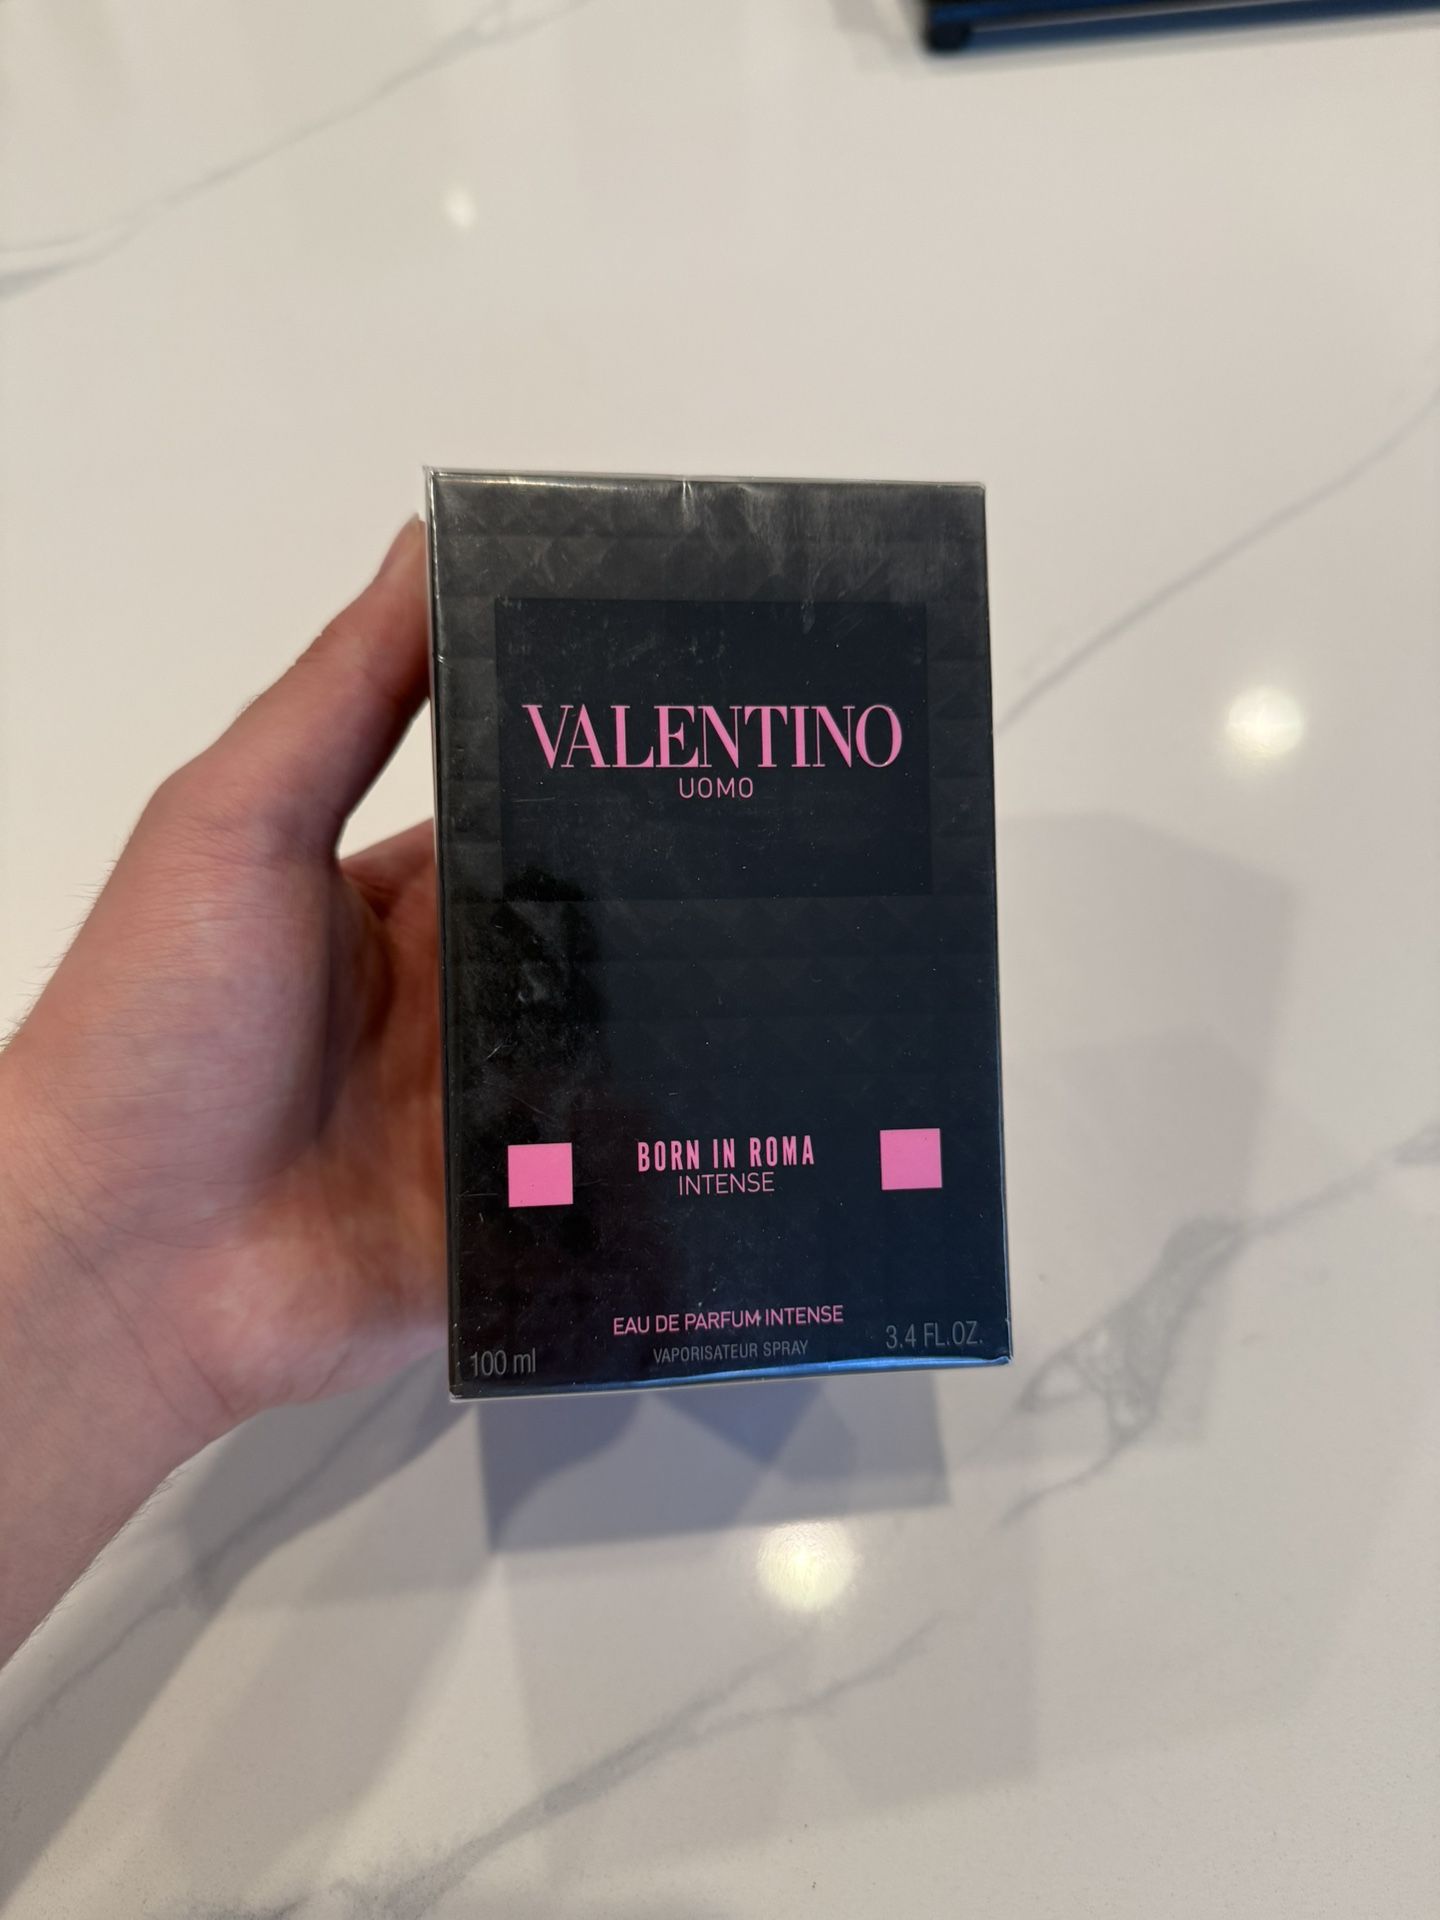 VALENTINO
UOMO
BORN IN ROMA
INTENSE
EAU DE PARFUM INTENSE
VAPORISATEUR SPRAY
100 ml
3.4 FL.OZ.